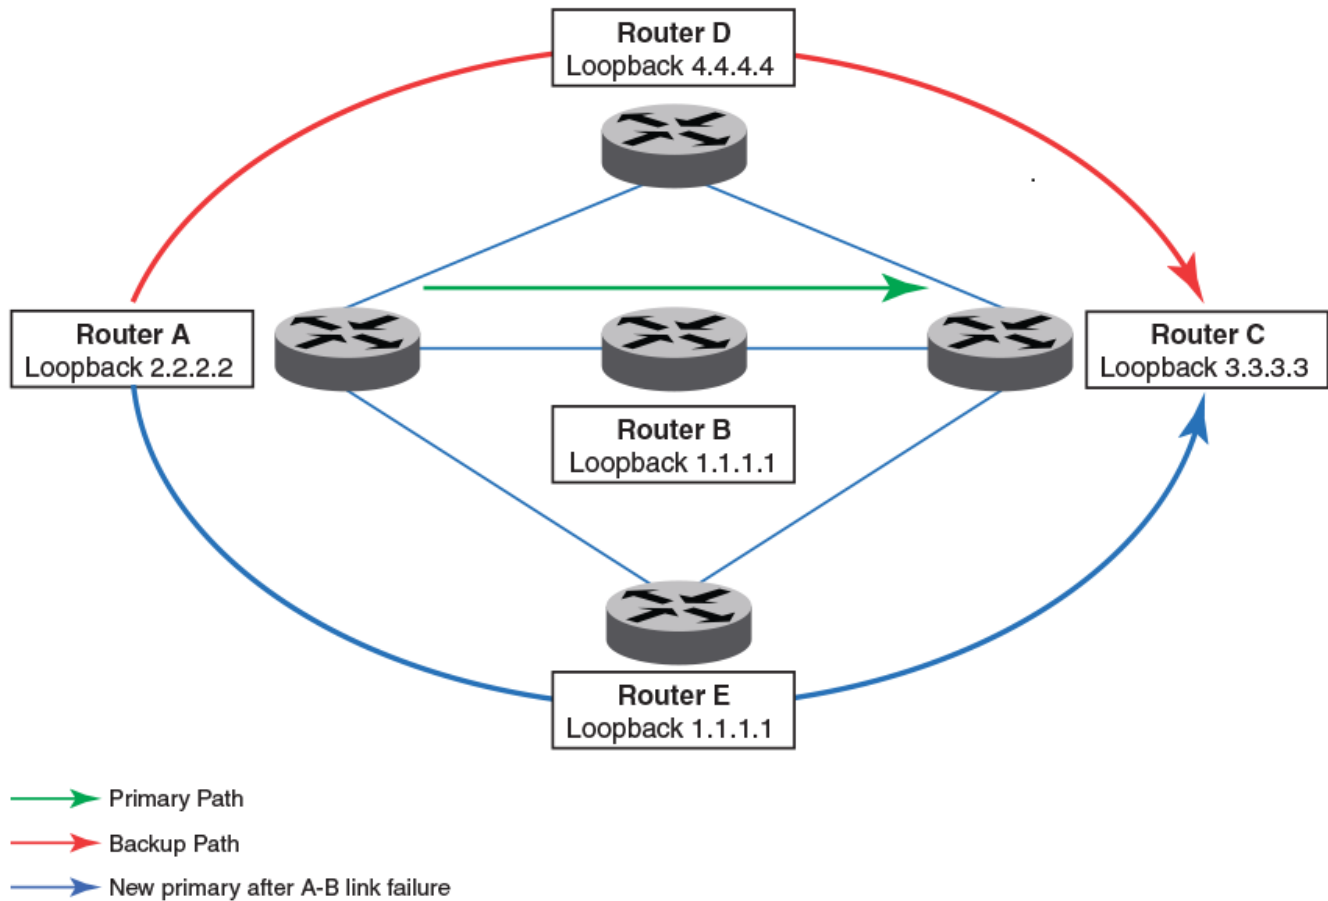 Router D
Loopback 4.4.4.4
Router A
Loopback 2.2.2.2
Router C
Loopback 3.3.3.3
Router B
Loopback 1.1.1.1
Router E
Loopback 1.1.1.1
Primary Path
Backup Path
New primary after A-B link failure